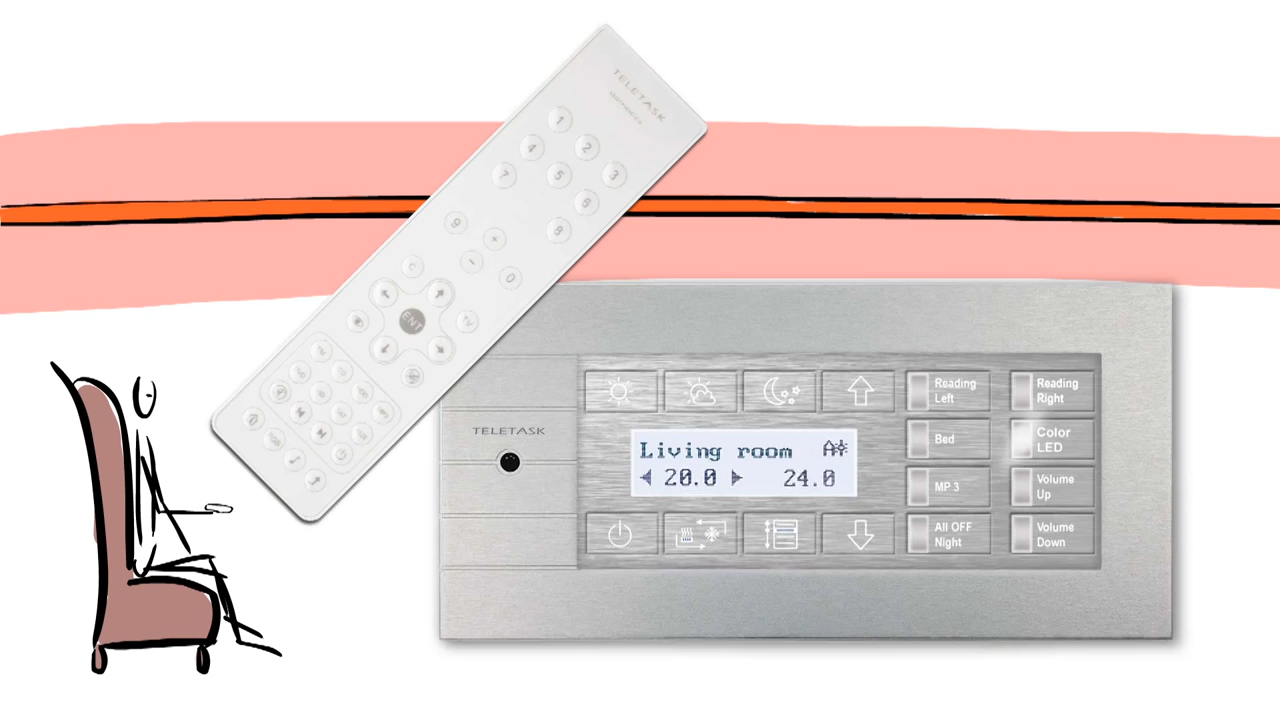 TELETASK
1
2
3
4
5
6
7
8
9
+
-
0
ENT
TV
TELETASK
Living room
20.0 24.0
Reading
Left
Bed
MP 3
All OFF
Night
Reading
Right
Color
LED
Volume
Up
Volume
Down